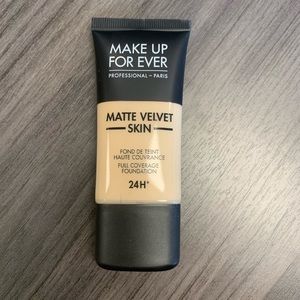 MAKE UP
FOR EVER
PROFESSIONAL – PARIS
MATTE VELVET
– SKIN –
FOND DE TEINT
HAUTE COUVRANCE
FULL COVERAGE
FOUNDATION
24H*